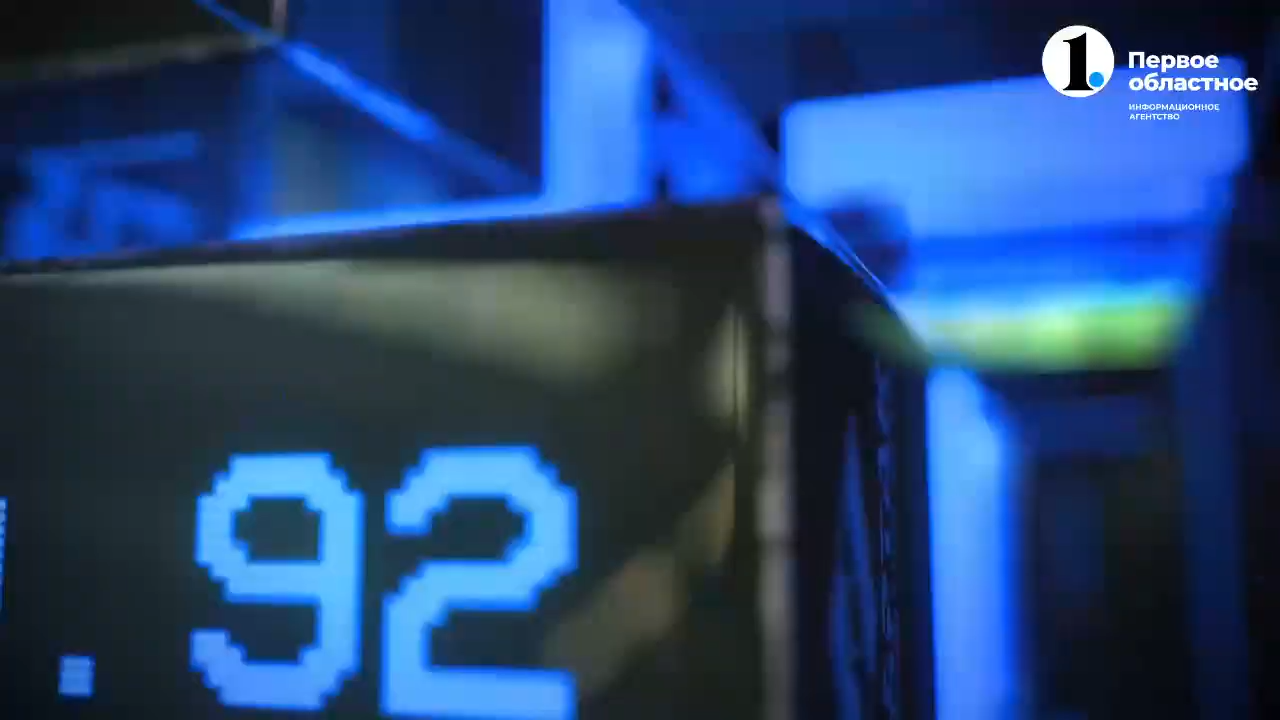 1.
Первое
областное
ИНФОРМАЦИОННОЕ
АГЕНТСТВО
. 92